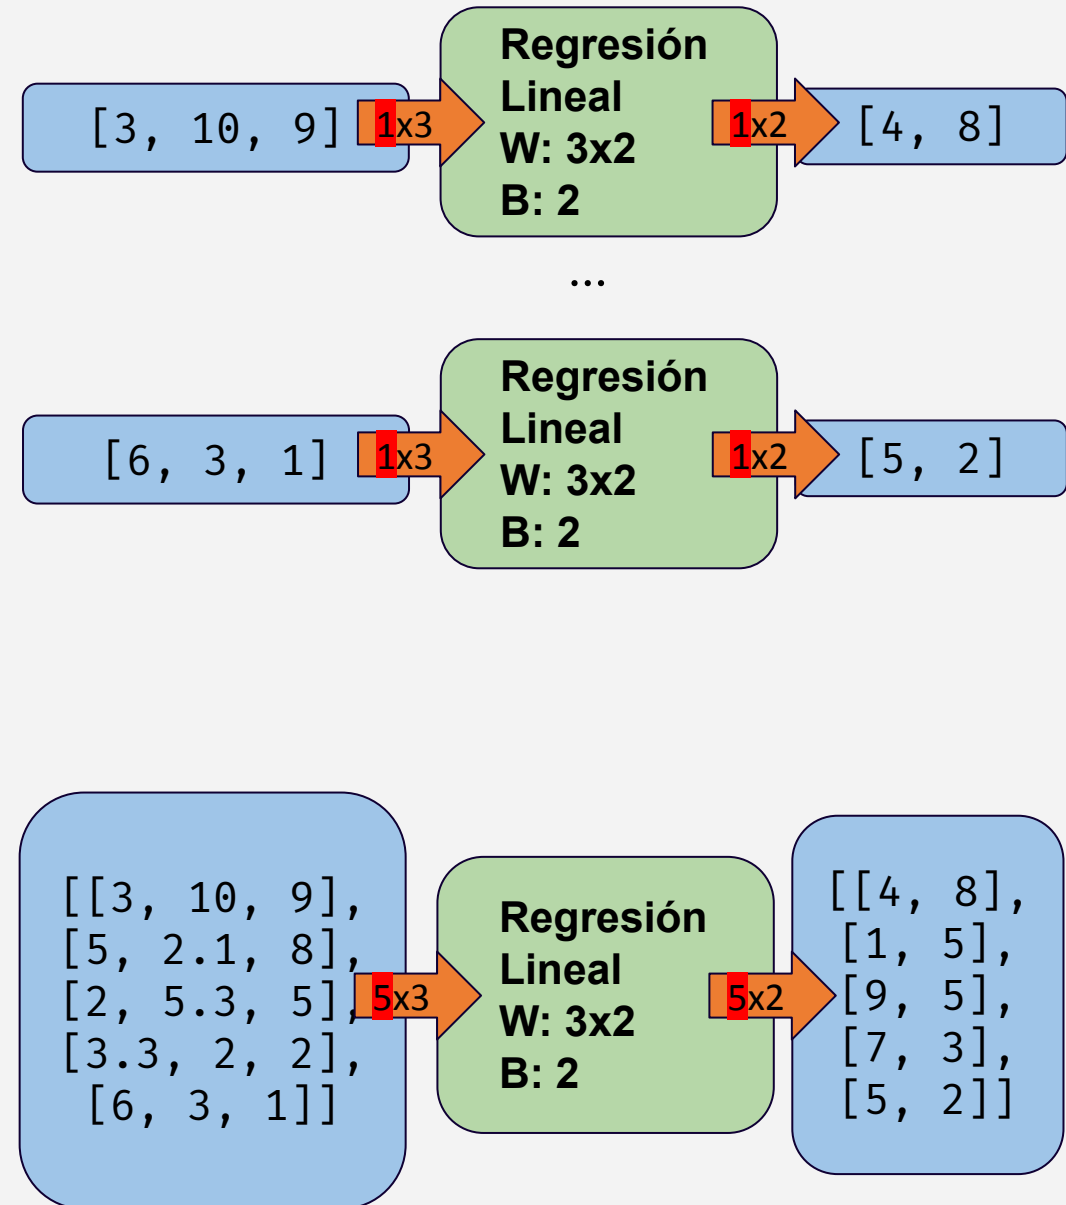 [3, 10, 9]
1x3
Regresión
Lineal
W: 3x2
B: 2
1x2
[4, 8]
...
[6, 3, 1]
1x3
Regresión
Lineal
W: 3x2
B: 2
1x2
[5, 2]
[[3, 10, 9],
[5, 2.1, 8],
[2, 5.3, 5],
[3.3, 2, 2],
[6, 3, 1]]
5x3
Regresión
Lineal
W: 3x2
B: 2
5x2
[[4, 8],
[1, 5],
[9, 5],
[7, 3],
[5, 2]]